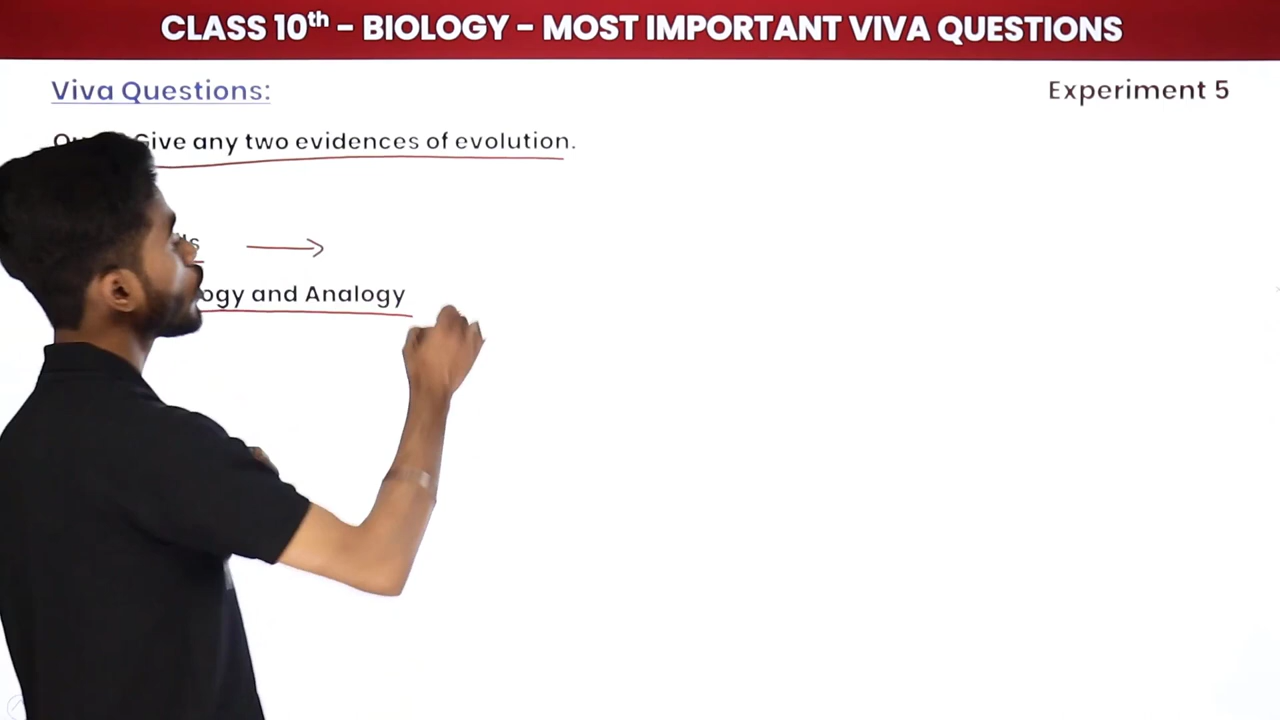 CLASS 10th - BIOLOGY - MOST IMPORTANT VIVA QUESTIONS
Viva Questions:
Experiment 5
Give any two evidences of evolution.
and Analogy